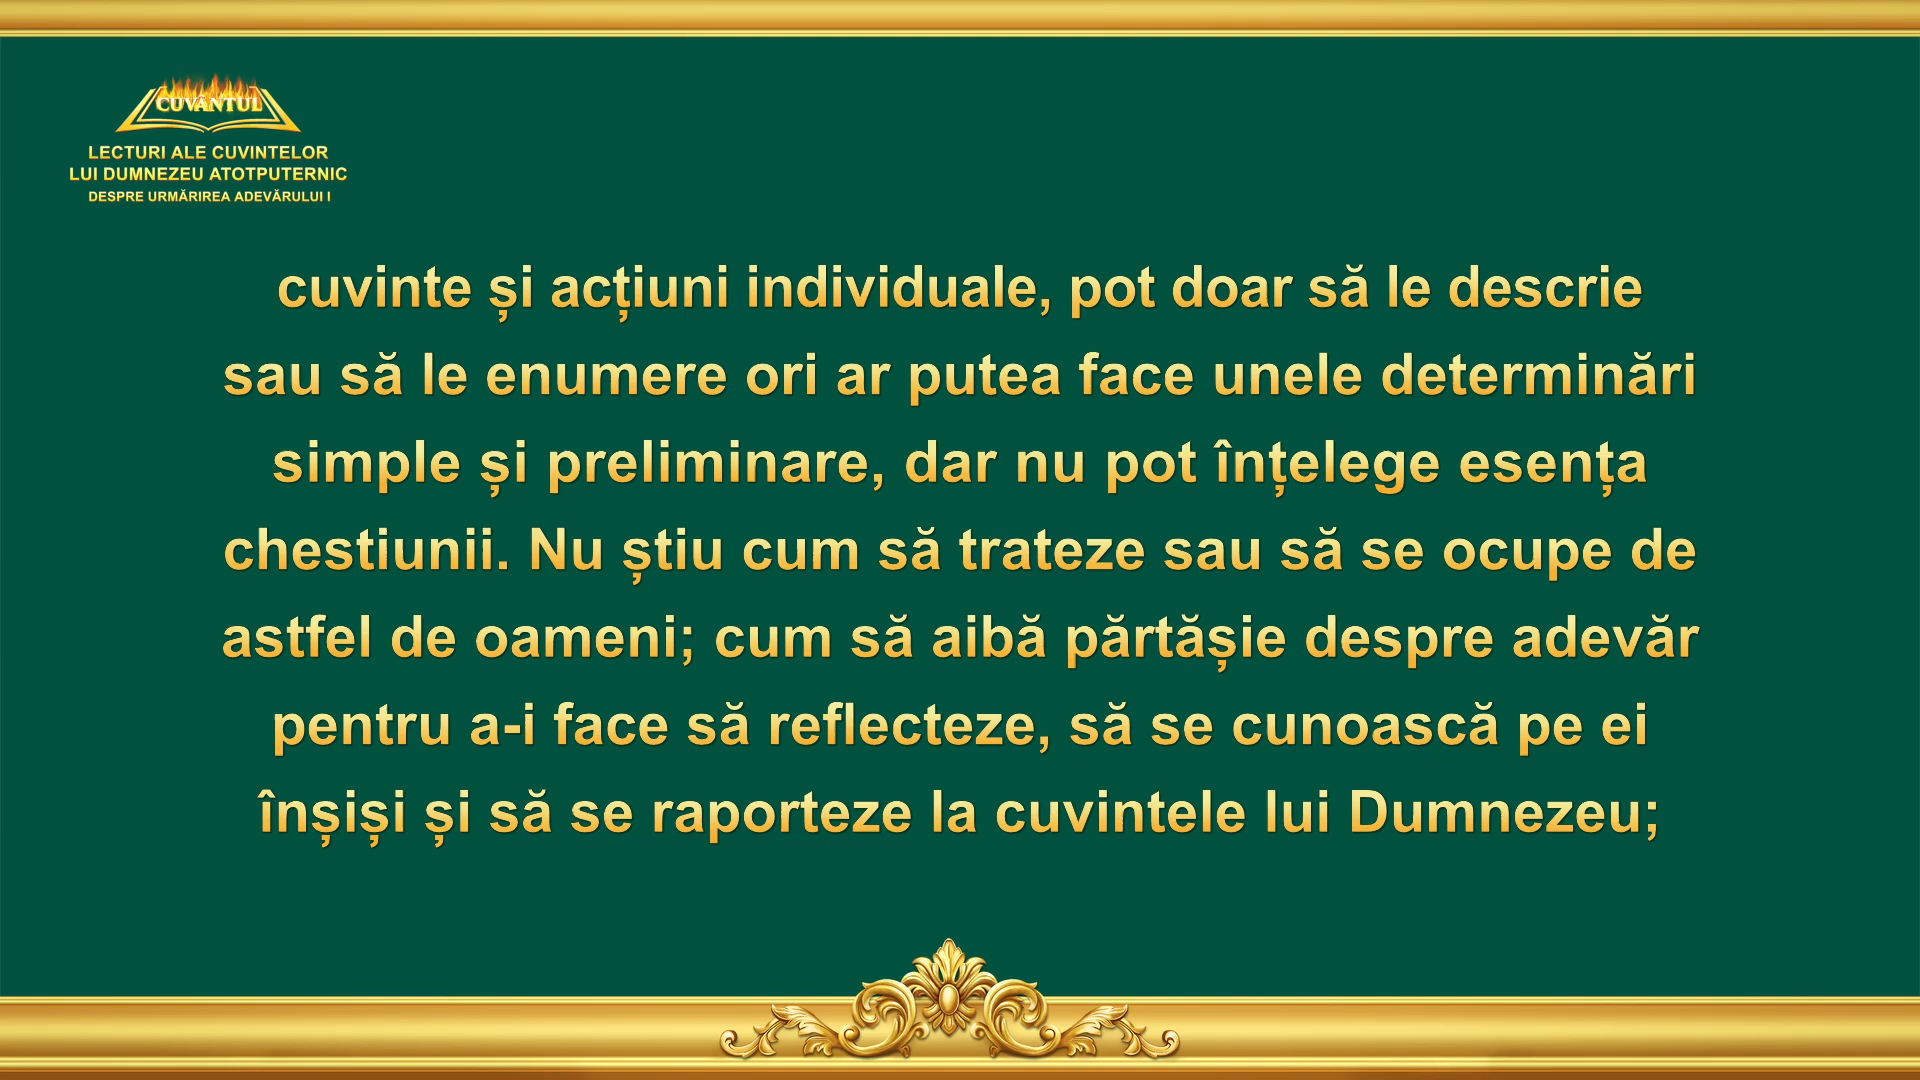 CUVÂNTUL
LECTURI ALE CUVINTELOR
LUI DUMNEZEU ATOTPUTERNIC
DESPRE URMĂRIREA ADEVĂRULUI I
cuvinte și acțiuni individuale, pot doar să le descrie
sau să le enumere ori ar putea face unele determinări
simple și preliminare, dar nu pot înțelege esența
chestiunii. Nu știu cum să trateze sau să se ocupe de
astfel de oameni; cum să aibă părtășie despre adevăr
pentru a-i face să reflecteze, să se cunoască pe ei
înșiși și să se raporteze la cuvintele lui Dumnezeu;